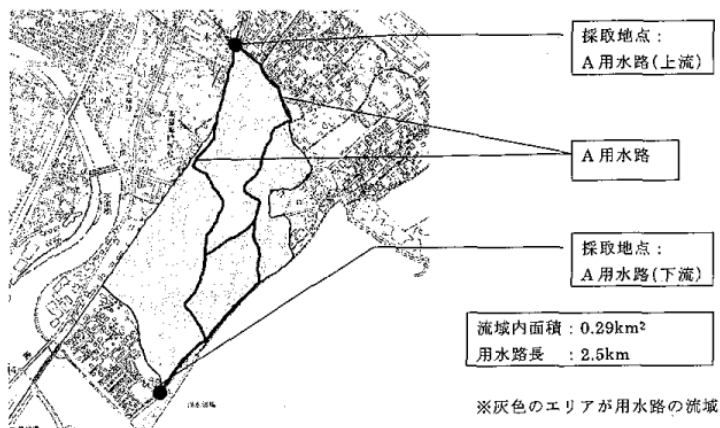 採取地点：
A用水路(上流)
A用水路
採取地点：
A用水路(下流)
流域内面積：0.29km²
用水路長　：2.5km
※灰色のエリアが用水路の流域